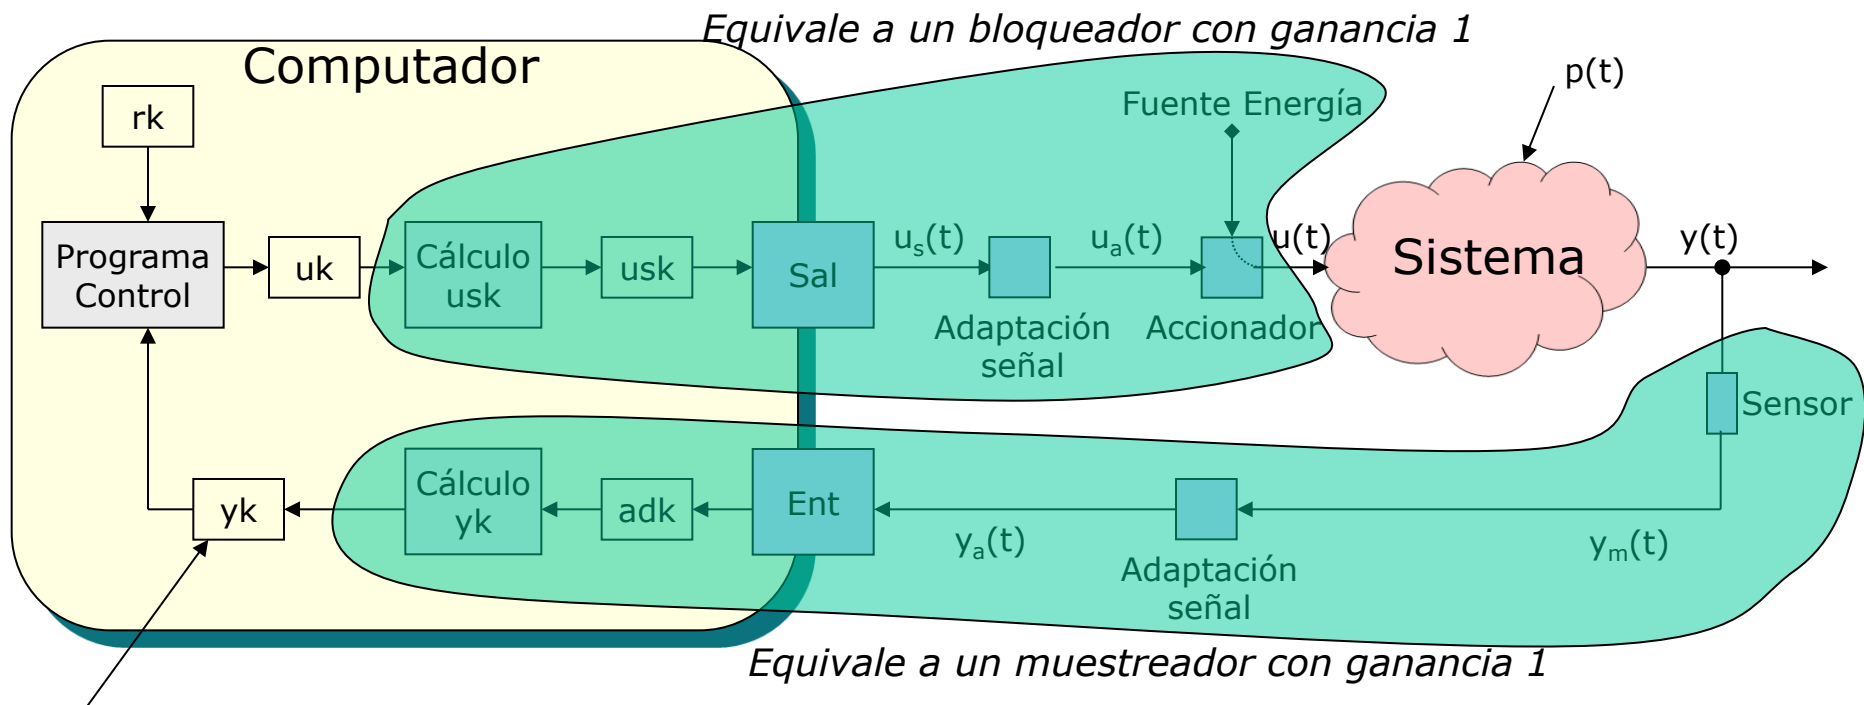 Equivale a un bloqueador con ganancia 1
Computador
p(t)
Fuente Energía
rk
Programa
Control
uk
Cálculo
usk
usk
Sal
us(t)
ua(t)
u(t)
Sistema
y(t)
Adaptación
señal
Accionador
Sensor
yk
Cálculo
yk
adk
Ent
ya(t)
Adaptación
señal
ym(t)
Equivale a un muestreador con ganancia 1